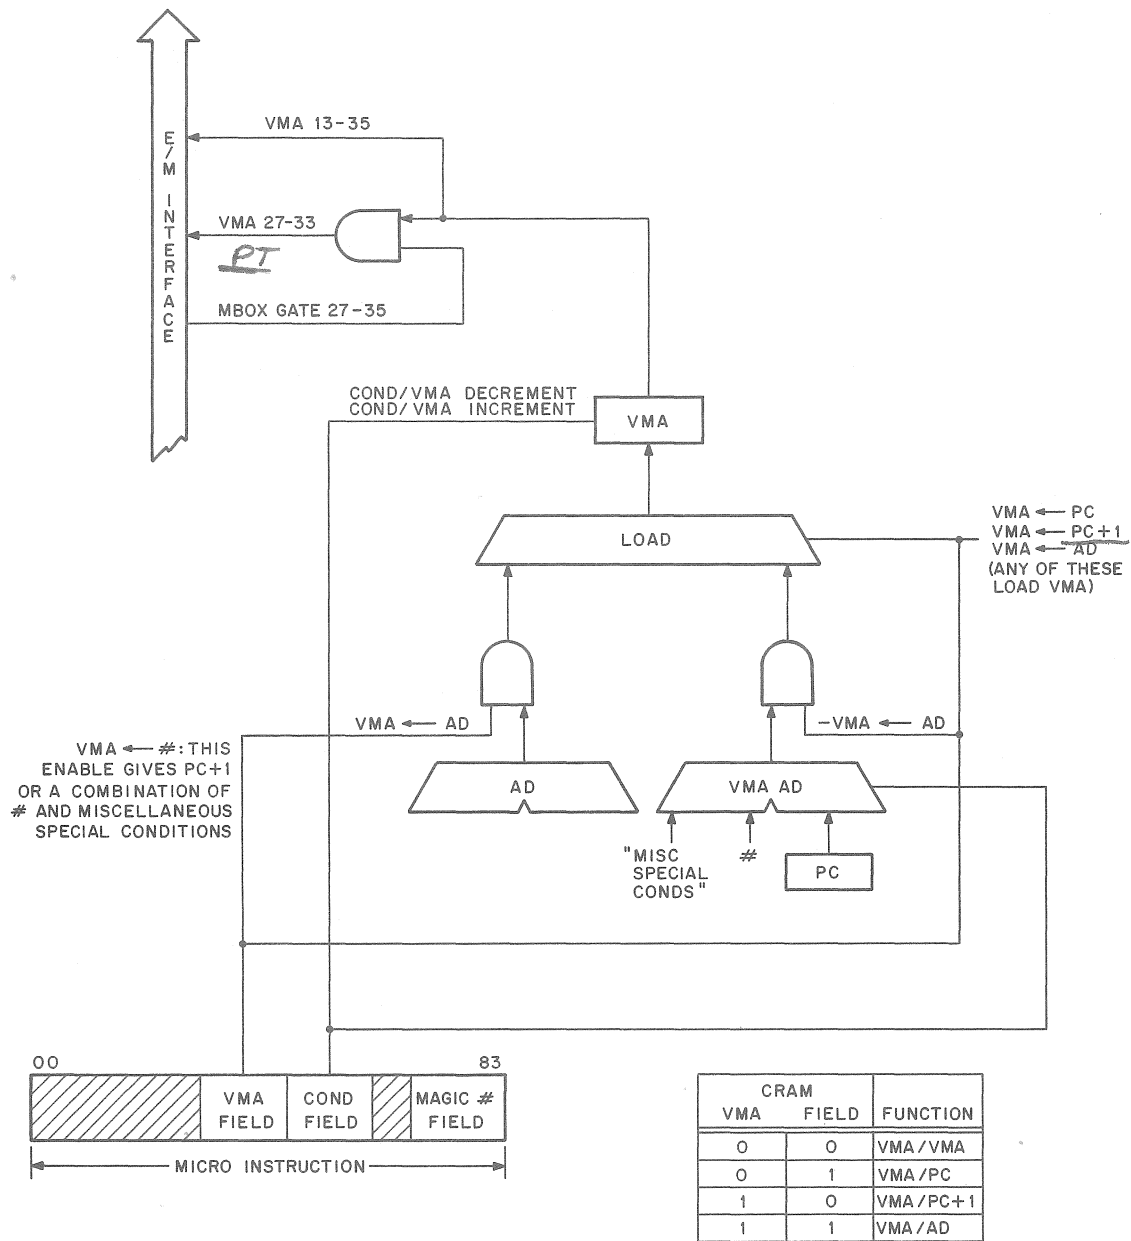 VMA 13-35
E/M INTERFACE
VMA 27-33
PT
MBOX GATE 27-35
COND/VMA DECREMENT
COND/VMA INCREMENT
VMA
LOAD
VMA ← PC
VMA ← PC+1
VMA ← AD
(ANY OF THESE
LOAD VMA)
VMA ← AD
-VMA ← AD
VMA ← #: THIS
ENABLE GIVES PC+1
OR A COMBINATION OF
# AND MISCELLANEOUS
SPECIAL CONDITIONS
AD
VMA AD
"MISC
SPECIAL
CONDS"
#
PC
00
83
VMA
FIELD
COND
FIELD
MAGIC #
FIELD
MICRO INSTRUCTION
CRAM
VMA FIELD FUNCTION
0 0 VMA/VMA
0 1 VMA/PC
1 0 VMA/PC+1
1 1 VMA/AD